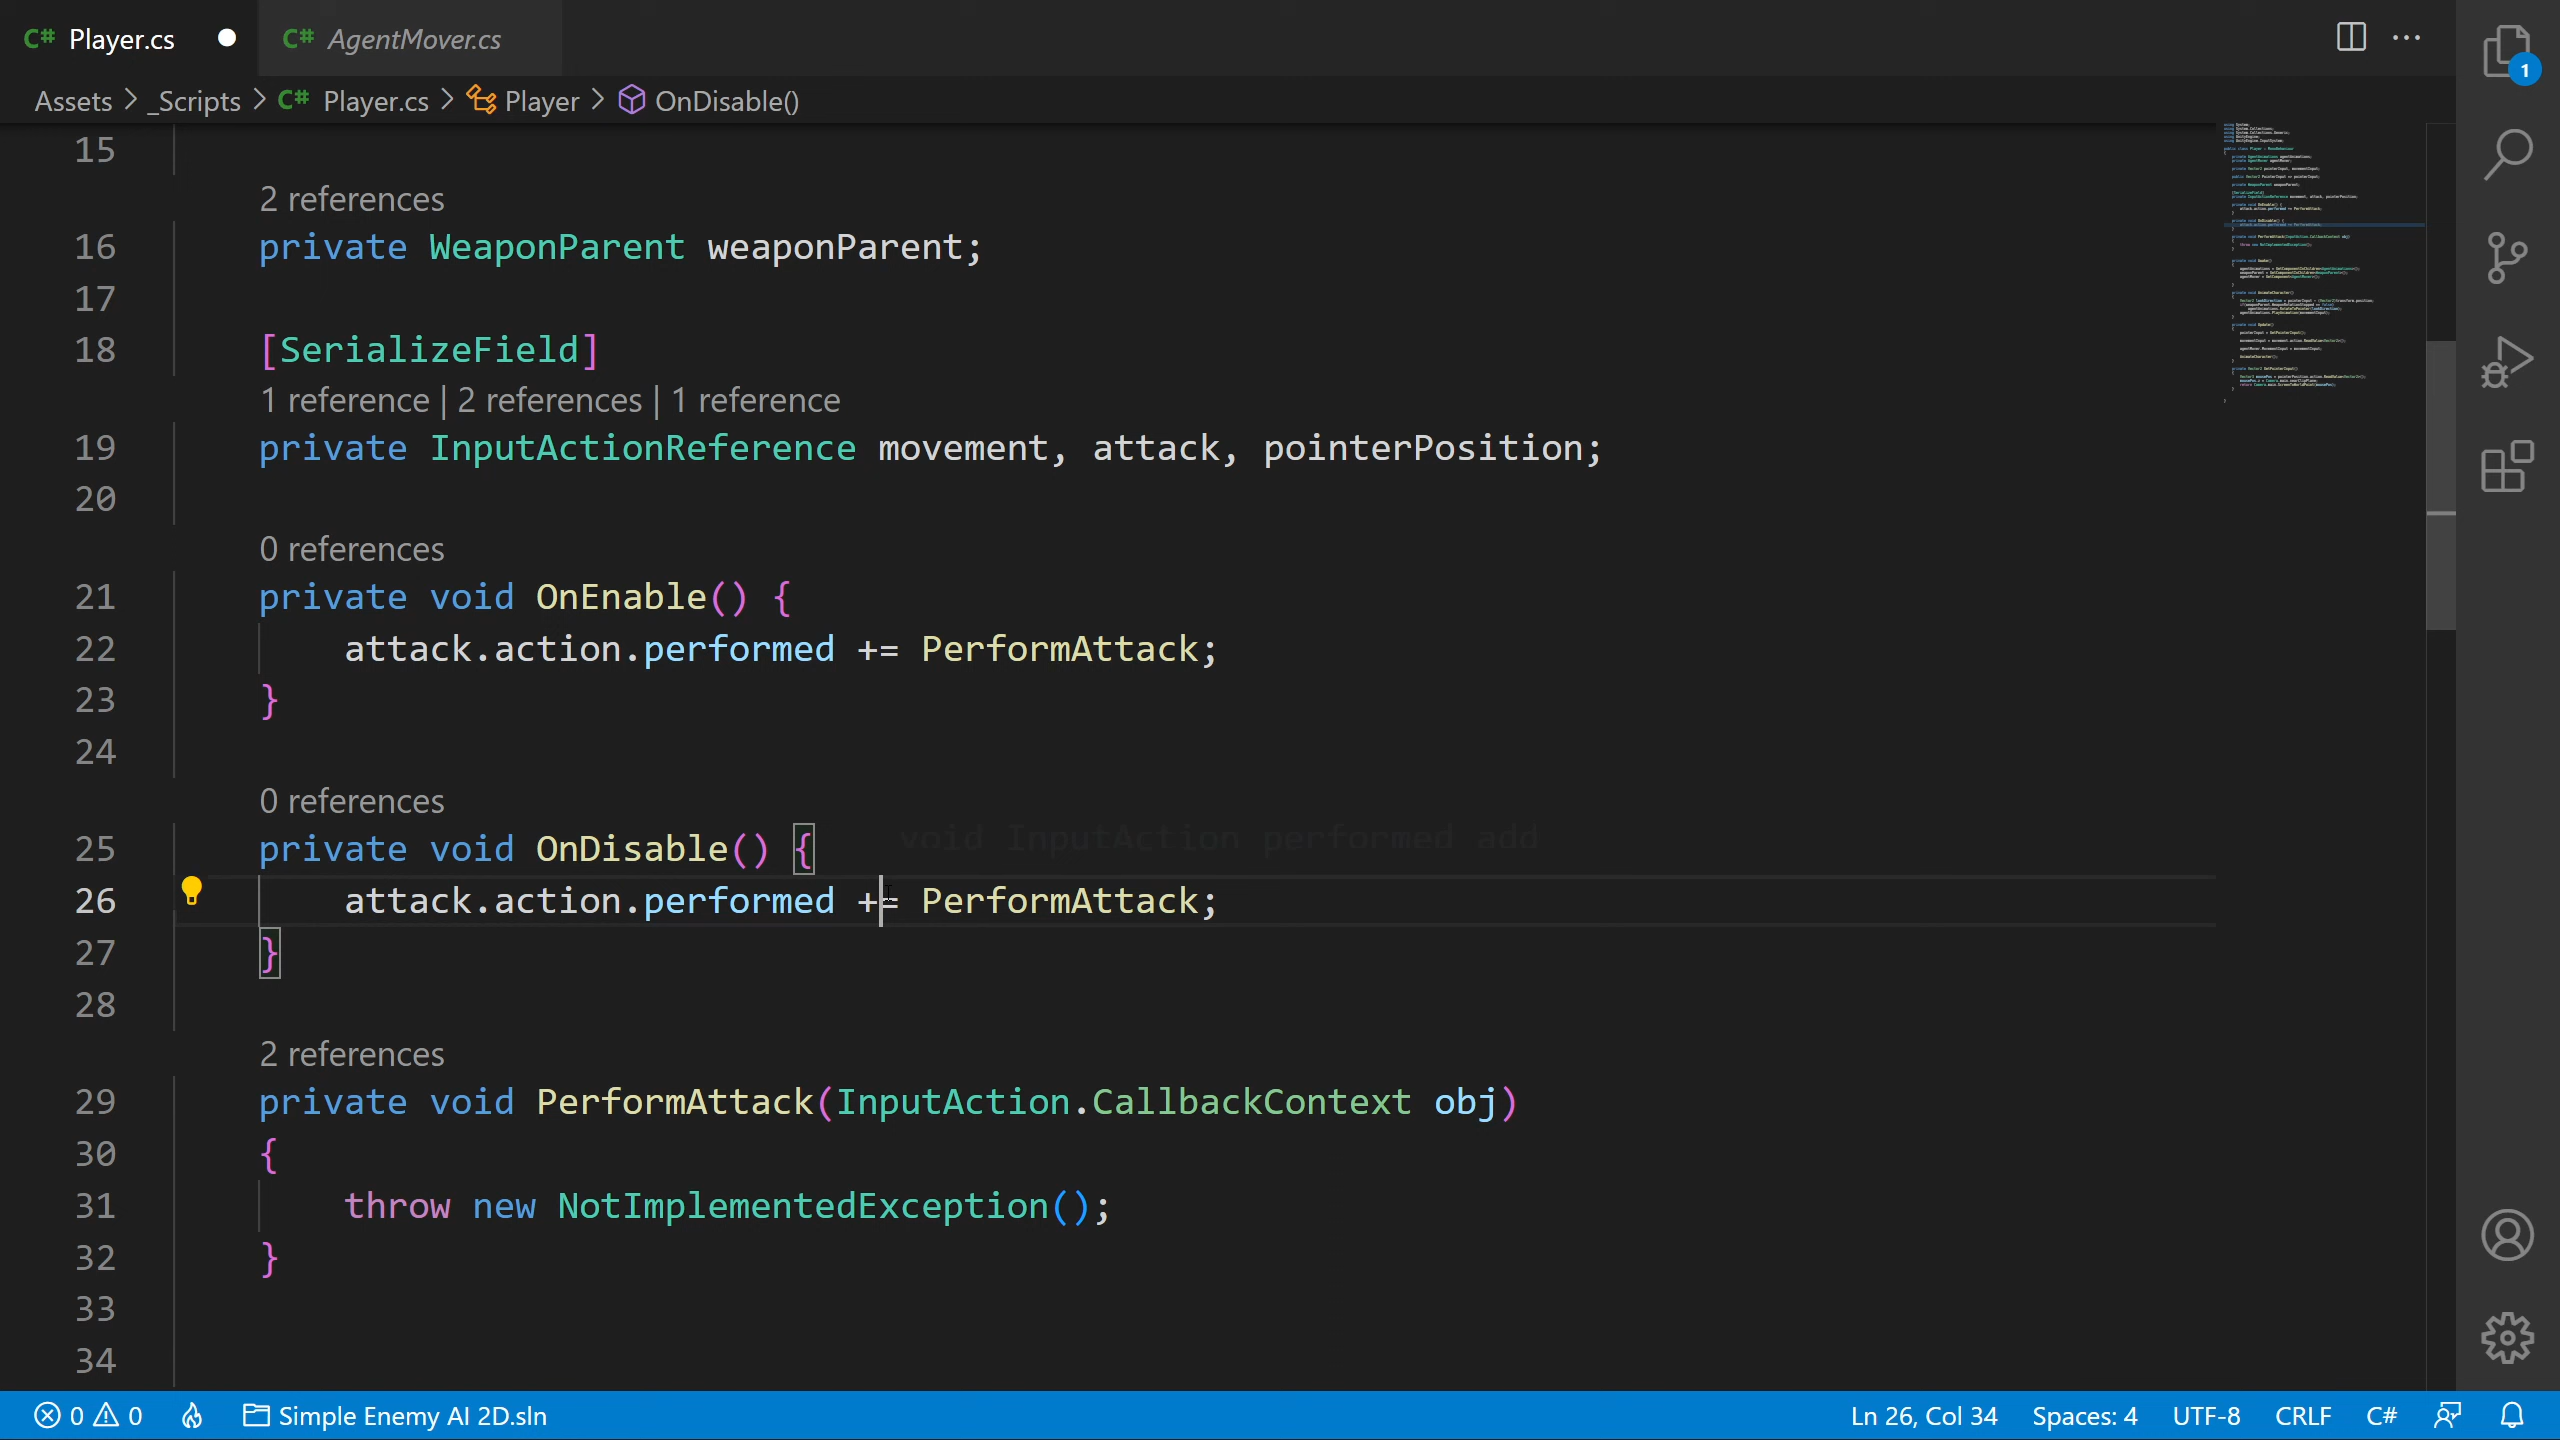 C# Player.cs
C# AgentMover.cs
Assets > _Scripts > C# Player.cs > Player > OnDisable()
1
15
2 references
16 private WeaponParent weaponParent;
17
18 [SerializeField]
1 reference | 2 references | 1 reference
19 private InputActionReference movement, attack, pointerPosition;
20
0 references
21 private void OnEnable() {
22 attack.action.performed += PerformAttack;
23 }
24
0 references
25 private void OnDisable() {
void InputAction performed add
26 attack.action.performed += PerformAttack;
27 }
28
2 references
29 private void PerformAttack(InputAction.CallbackContext obj)
30 {
31 throw new NotImplementedException();
32 }
33
34
0 0 Simple Enemy AI 2D.sln
Ln 26, Col 34 Spaces: 4 UTF-8 CRLF C#